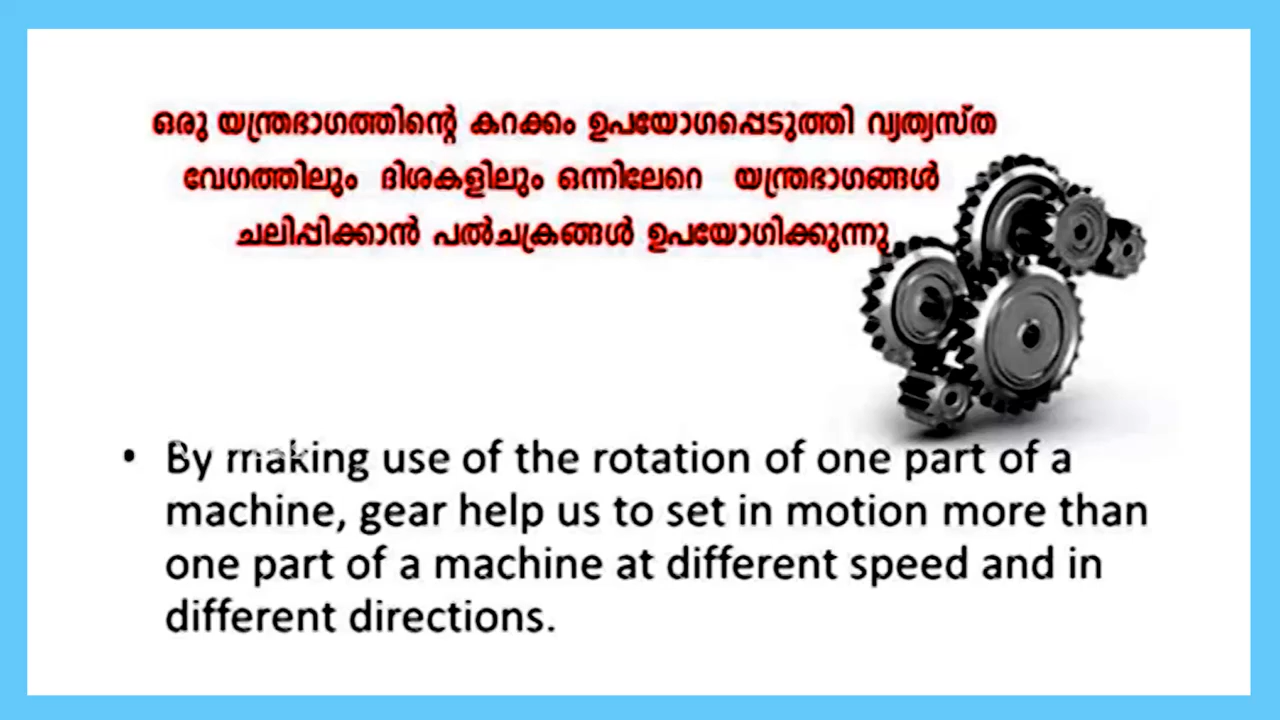 ഒരു യന്ത്രഭാഗത്തിന്റെ കറക്കം ഉപയോഗപ്പെടുത്തി വ്യത്യസ്ത
വേഗത്തിലും ദിശകളിലും ഒന്നിലേറെ യന്ത്രഭാഗങ്ങൾ
ചലിപ്പിക്കാൻ പൽചക്രങ്ങൾ ഉപയോഗിക്കുന്നു
• By making use of the rotation of one part of a
machine, gear help us to set in motion more than
one part of a machine at different speed and in
different directions.